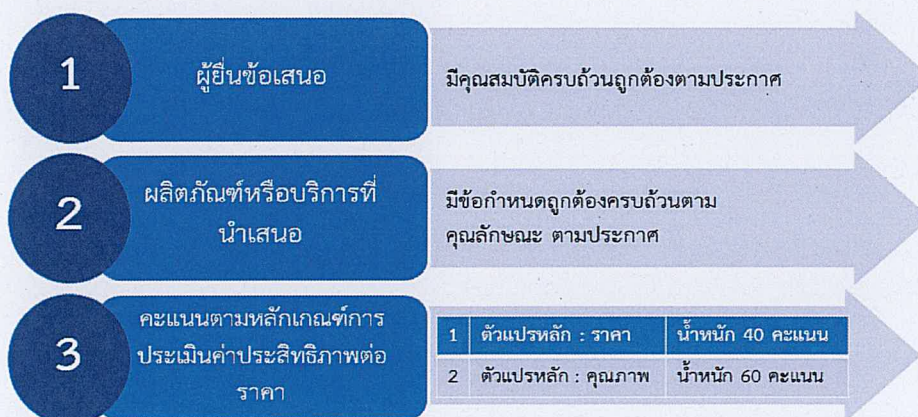 1
ผู้ยื่นข้อเสนอ
มีคุณสมบัติครบถ้วนถูกต้องตามประกาศ
2
ผลิตภัณฑ์หรือบริการที่
นำเสนอ
มีข้อกำหนดถูกต้องครบถ้วนตาม
คุณลักษณะ ตามประกาศ
3
คะแนนตามหลักเกณฑ์การ
ประเมินค่าประสิทธิภาพต่อ
ราคา
1 ตัวแปรหลัก : ราคา น้ำหนัก 40 คะแนน
2 ตัวแปรหลัก : คุณภาพ น้ำหนัก 60 คะแนน